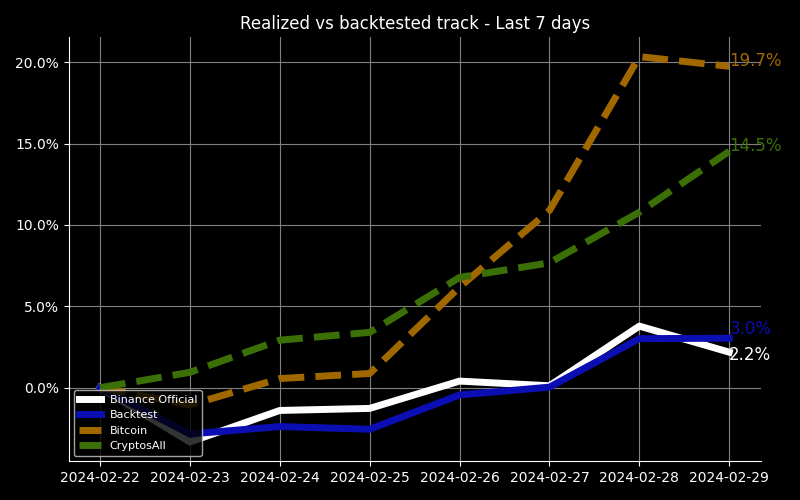 Realized vs backtested track - Last 7 days
20.0%
15.0%
10.0%
5.0%
0.0%
19.7%
14.5%
3.0%
2.2%
Binance Official
Backtest
Bitcoin
CryptosAll
2024-02-22 2024-02-23 2024-02-24 2024-02-25 2024-02-26 2024-02-27 2024-02-28 2024-02-29